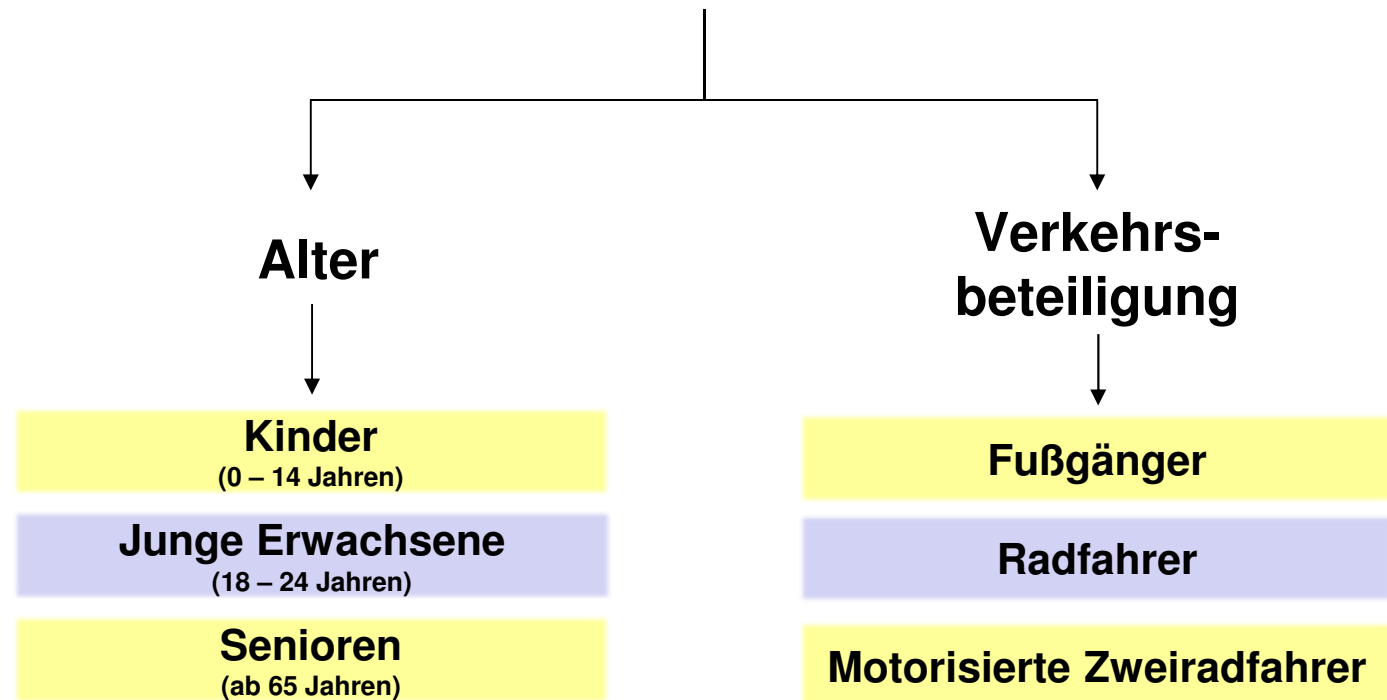 Alter
Verkehrs-
beteiligung
Kinder
(0 – 14 Jahren)
Junge Erwachsene
(18 – 24 Jahren)
Senioren
(ab 65 Jahren)
Fußgänger
Radfahrer
Motorisierte Zweiradfahrer